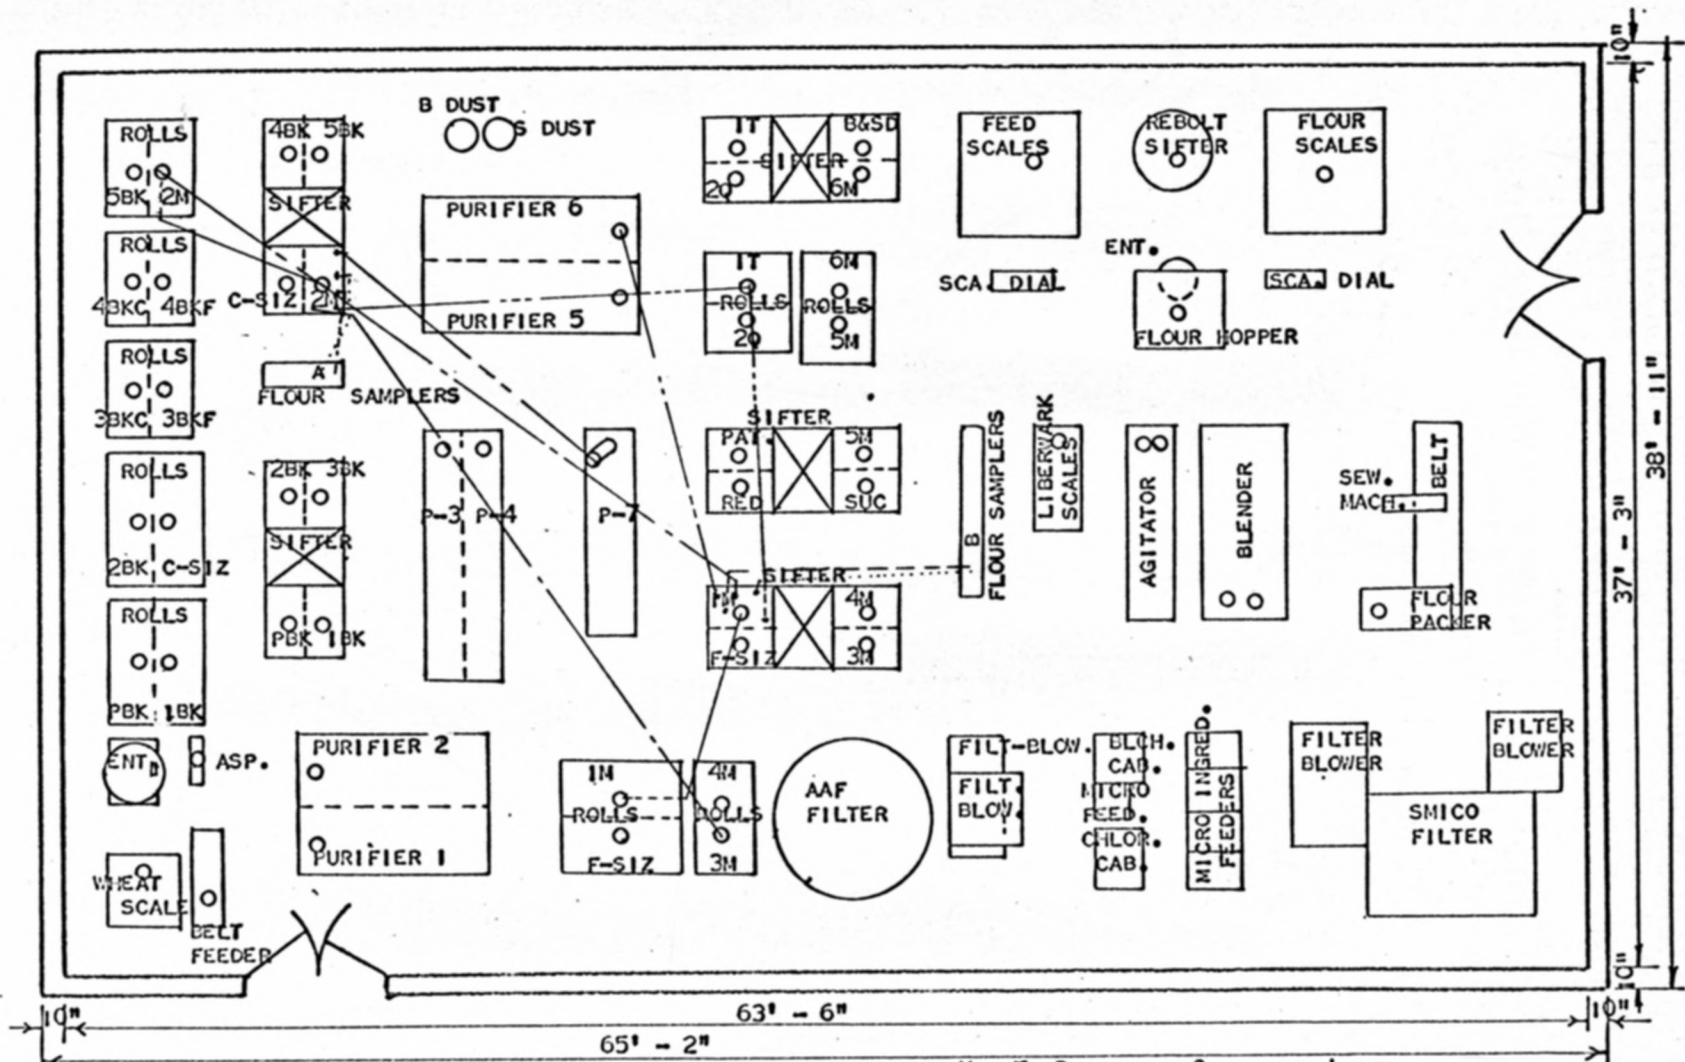 10"
B DUST
S DUST
ROLLS
5BK 2M
4BK 5BK
SIFTER
C-SIZ 2M
PURIFIER 6
PURIFIER 5
IT
B&SD
SIFTER
2Q
6M
FEED
SCALES
REBOLT
SIFTER
FLOUR
SCALES
ROLLS
4BKC 4BKF
IT
ROLLS
2Q
6M
ROLLS
5M
ENT.
SCA. DIAL
FLOUR HOPPER
SCA. DIAL
ROLLS
3BKC 3BKF
A
FLOUR SAMPLERS
38' - 11"
37' - 3"
ROLLS
2BK C-SIZ
2BK 3BK
SIFTER
PBK 1BK
P-3 P-4
P-7
SIFTER
PAT.
5M
RED
SUC
B
FLOUR SAMPLERS
LIBERWARK
SCALES
AGITATOR
BLENDER
SEW.
MACH.
BELT
FLOUR
PACKER
SIFTER
1M
4M
F-SIZ
3M
ROLLS
PBK 1BK
ENT.
ASP.
PURIFIER 2
PURIFIER 1
1M
ROLLS
F-SIZ
4M
ROLLS
3M
AAF
FILTER
FILT-BLOW.
FILT.
BLOW.
BLCH.
CAB.
MICRO
FEED.
CHLOR.
CAB.
MICRO INGRED.
FEEDERS
FILTER
BLOWER
FILTER
BLOWER
SMICO
FILTER
WHEAT
SCALE
BELT
FEEDER
10"
10"
63' - 6"
10"
65' - 2"